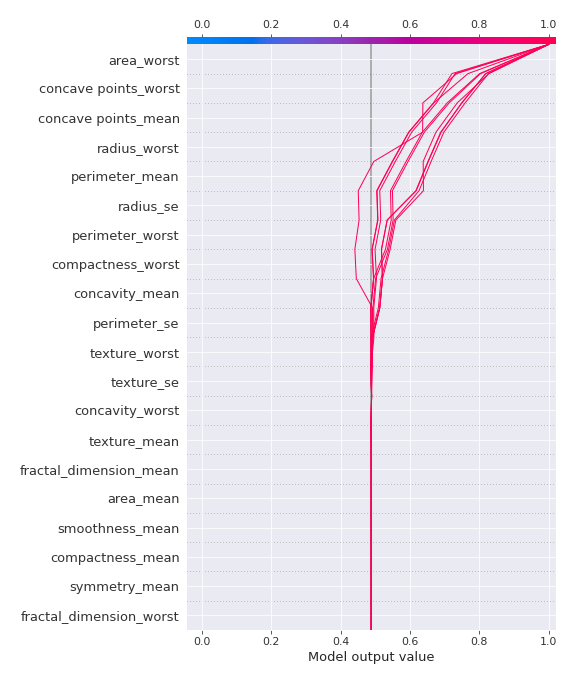 0.0 0.2 0.4 0.6 0.8 1.0
area_worst
concave points_worst
concave points_mean
radius_worst
perimeter_mean
radius_se
perimeter_worst
compactness_worst
concavity_mean
perimeter_se
texture_worst
texture_se
concavity_worst
texture_mean
fractal_dimension_mean
area_mean
smoothness_mean
compactness_mean
symmetry_mean
fractal_dimension_worst
0.0 0.2 0.4 0.6 0.8 1.0
Model output value